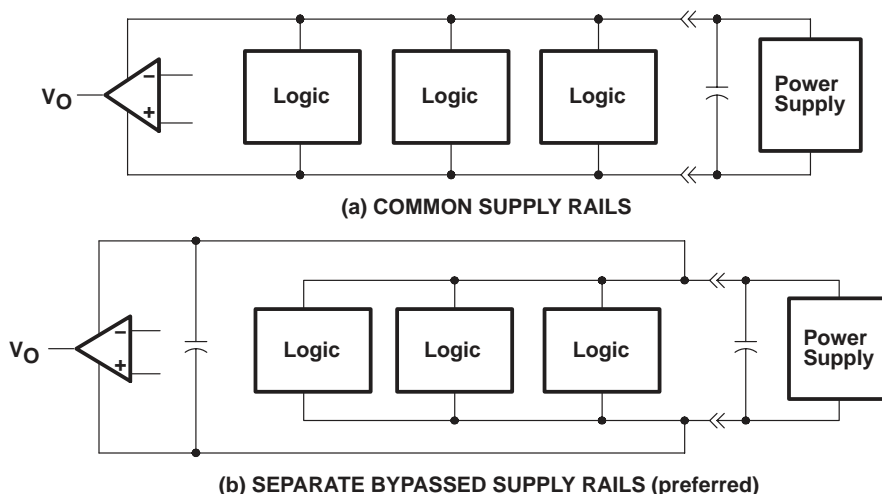 −
+
VO
Logic
Logic
Logic
Power
Supply
(a) COMMON SUPPLY RAILS
−
+
VO
Logic
Logic
Logic
Power
Supply
(b) SEPARATE BYPASSED SUPPLY RAILS (preferred)